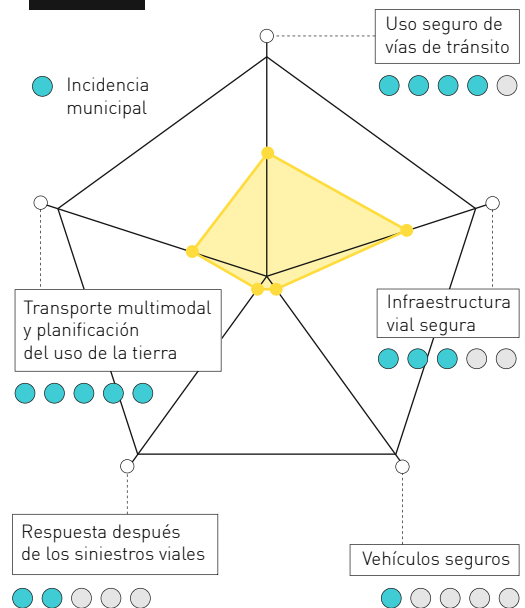 Uso seguro de
vías de tránsito
Incidencia
municipal
Transporte multimodal
y planificación
del uso de la tierra
Infraestructura
vial segura
Respuesta después
de los siniestros viales
Vehículos seguros